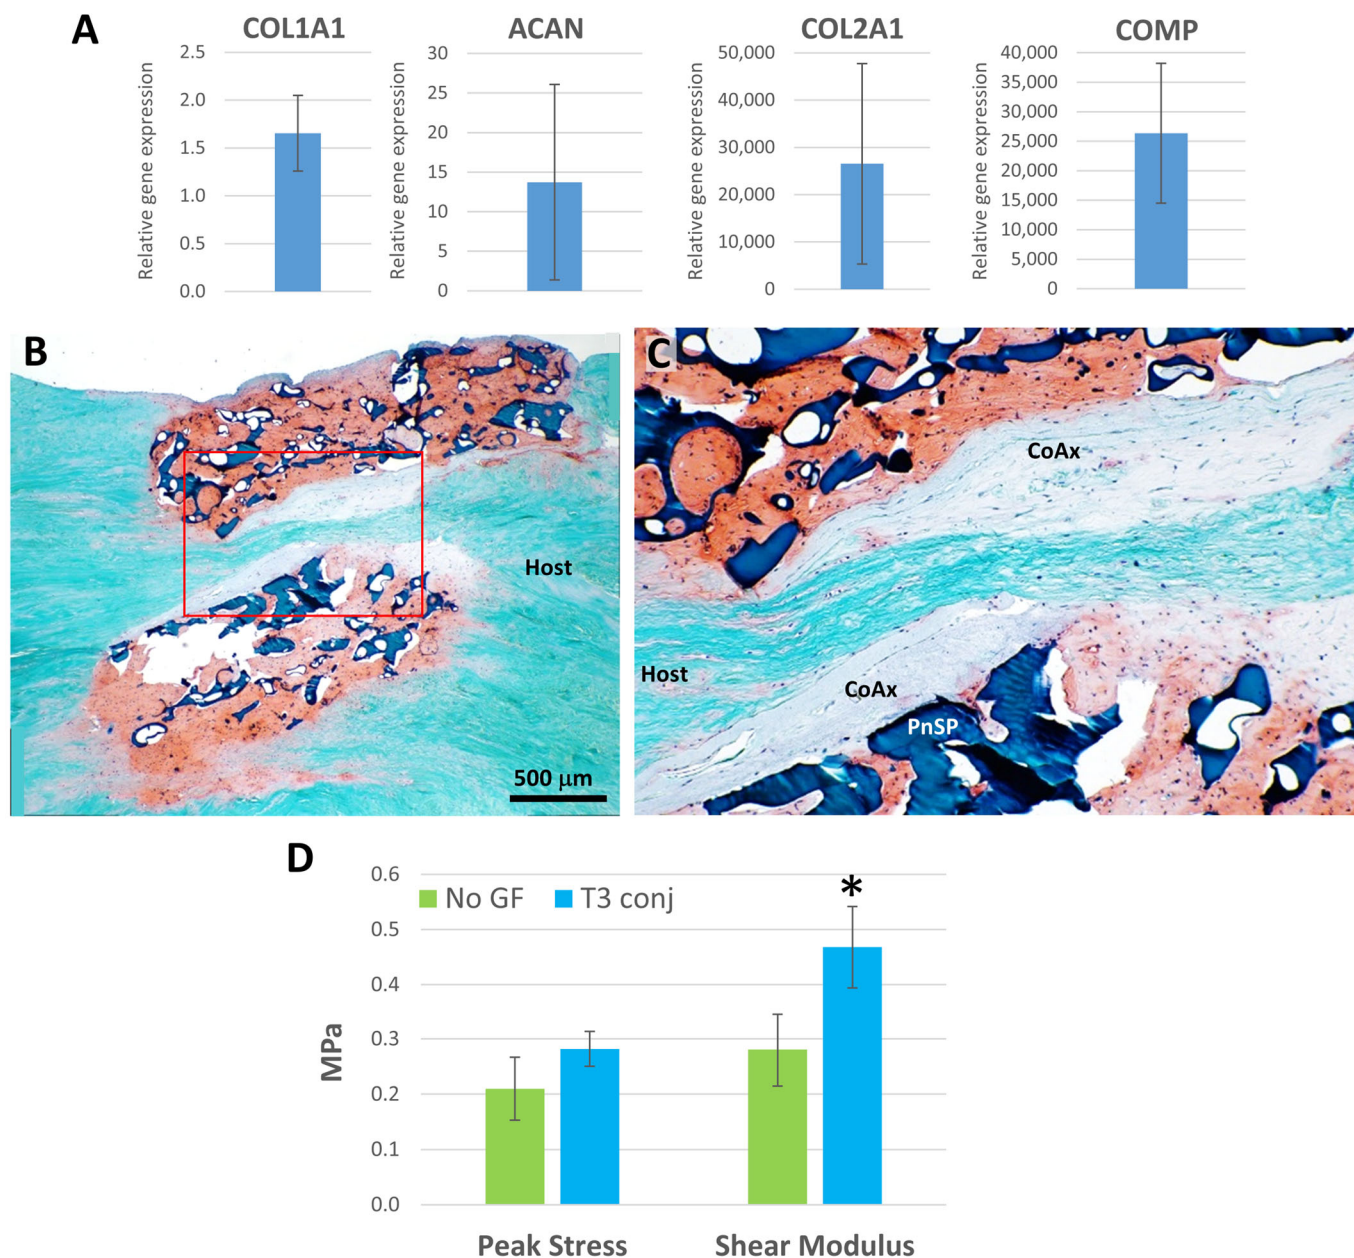 A
COL1A1
ACAN
COL2A1
COMP
Relative gene expression
2.5
2.0
1.5
1.0
0.5
0.0
Relative gene expression
30
25
20
15
10
5
0
Relative gene expression
50,000
40,000
30,000
20,000
10,000
0
Relative gene expression
40,000
35,000
30,000
25,000
20,000
15,000
10,000
5,000
0
B
Host
500 μm
C
CoAx
Host
CoAx
PnSP
D
MPa
0.6
0.5
0.4
0.3
0.2
0.1
0.0
No GF
T3 conj
*
Peak Stress
Shear Modulus